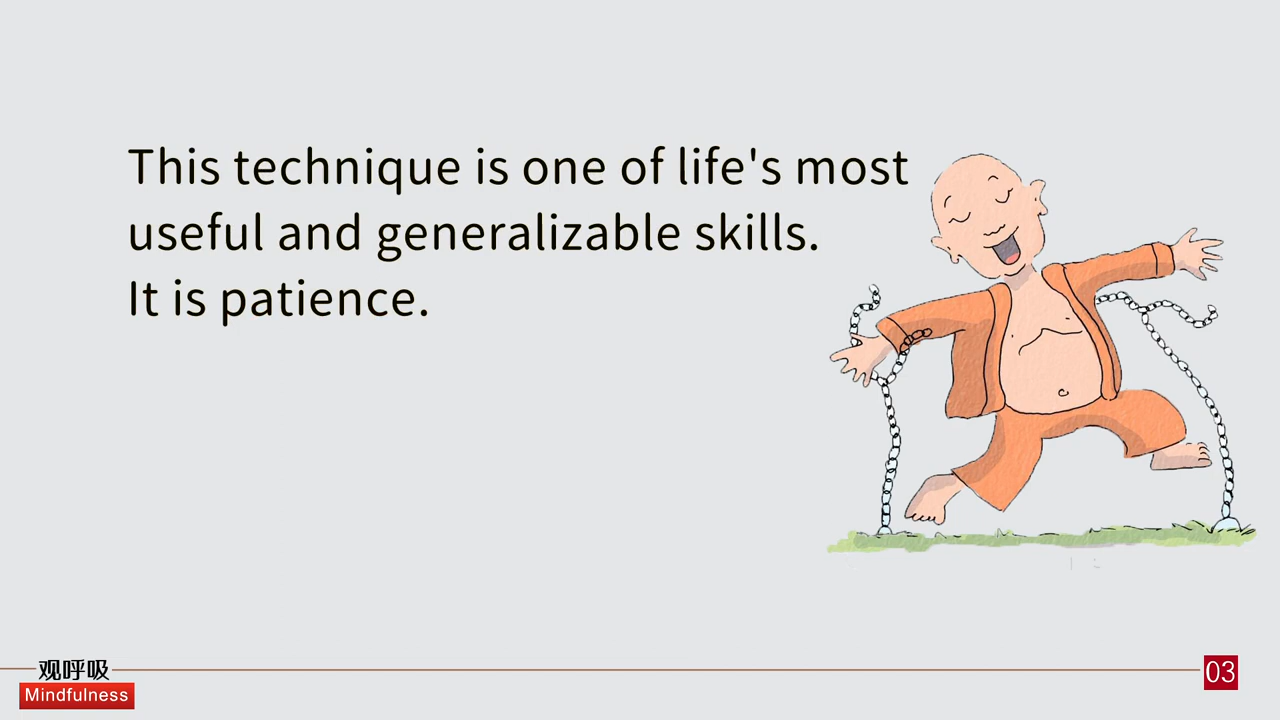 This technique is one of life's most
useful and generalizable skills.
It is patience.
观呼吸
Mindfulness
03